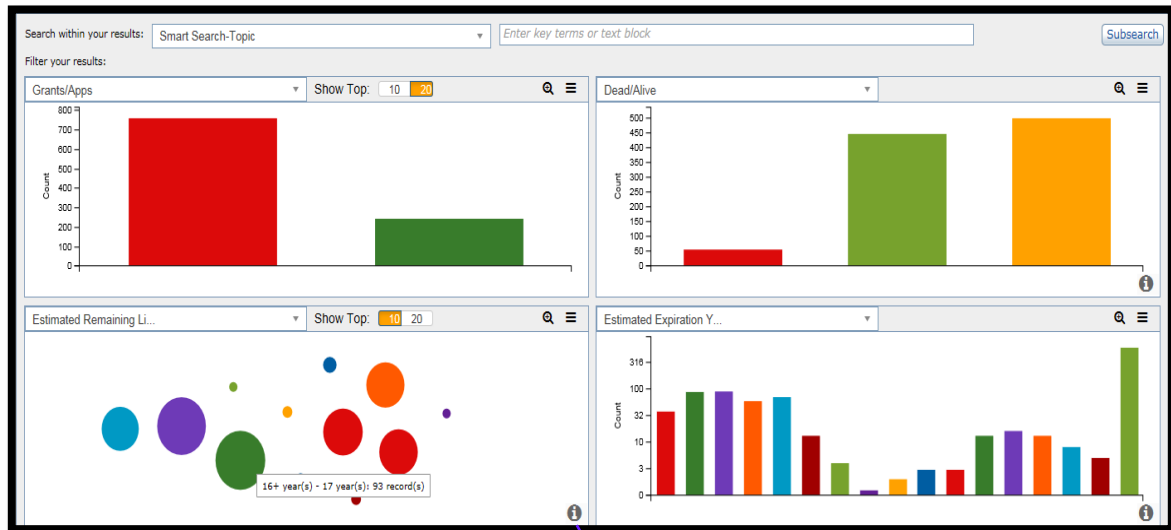 Search within your results: Smart Search-Topic Enter key terms or text block Subsearch
Filter your results:
Grants/Apps Show Top: 10 20
800
700
600
500
400
300
200
100
0
Count
Dead/Alive
500
450
400
350
300
250
200
150
100
50
0
Count
Estimated Remaining Li... Show Top: 10 20
16+ year(s) - 17 year(s): 93 record(s)
Estimated Expiration Y...
316
100
32
10
3
0
Count